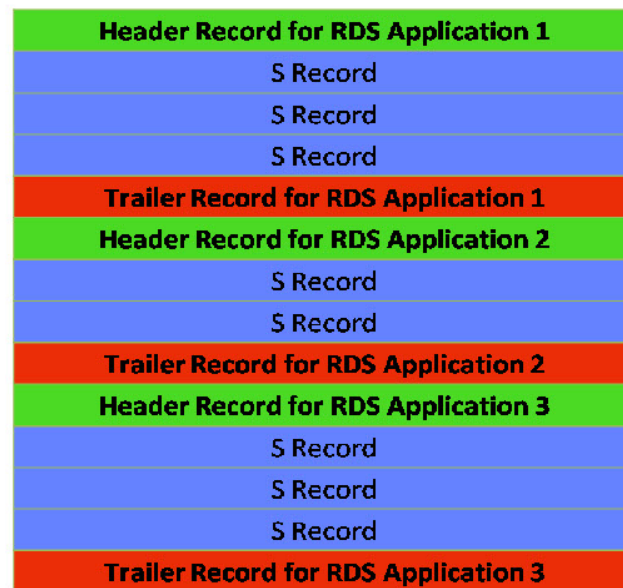 Header Record for RDS Application 1
S Record
S Record
S Record
Trailer Record for RDS Application 1
Header Record for RDS Application 2
S Record
S Record
Trailer Record for RDS Application 2
Header Record for RDS Application 3
S Record
S Record
S Record
Trailer Record for RDS Application 3